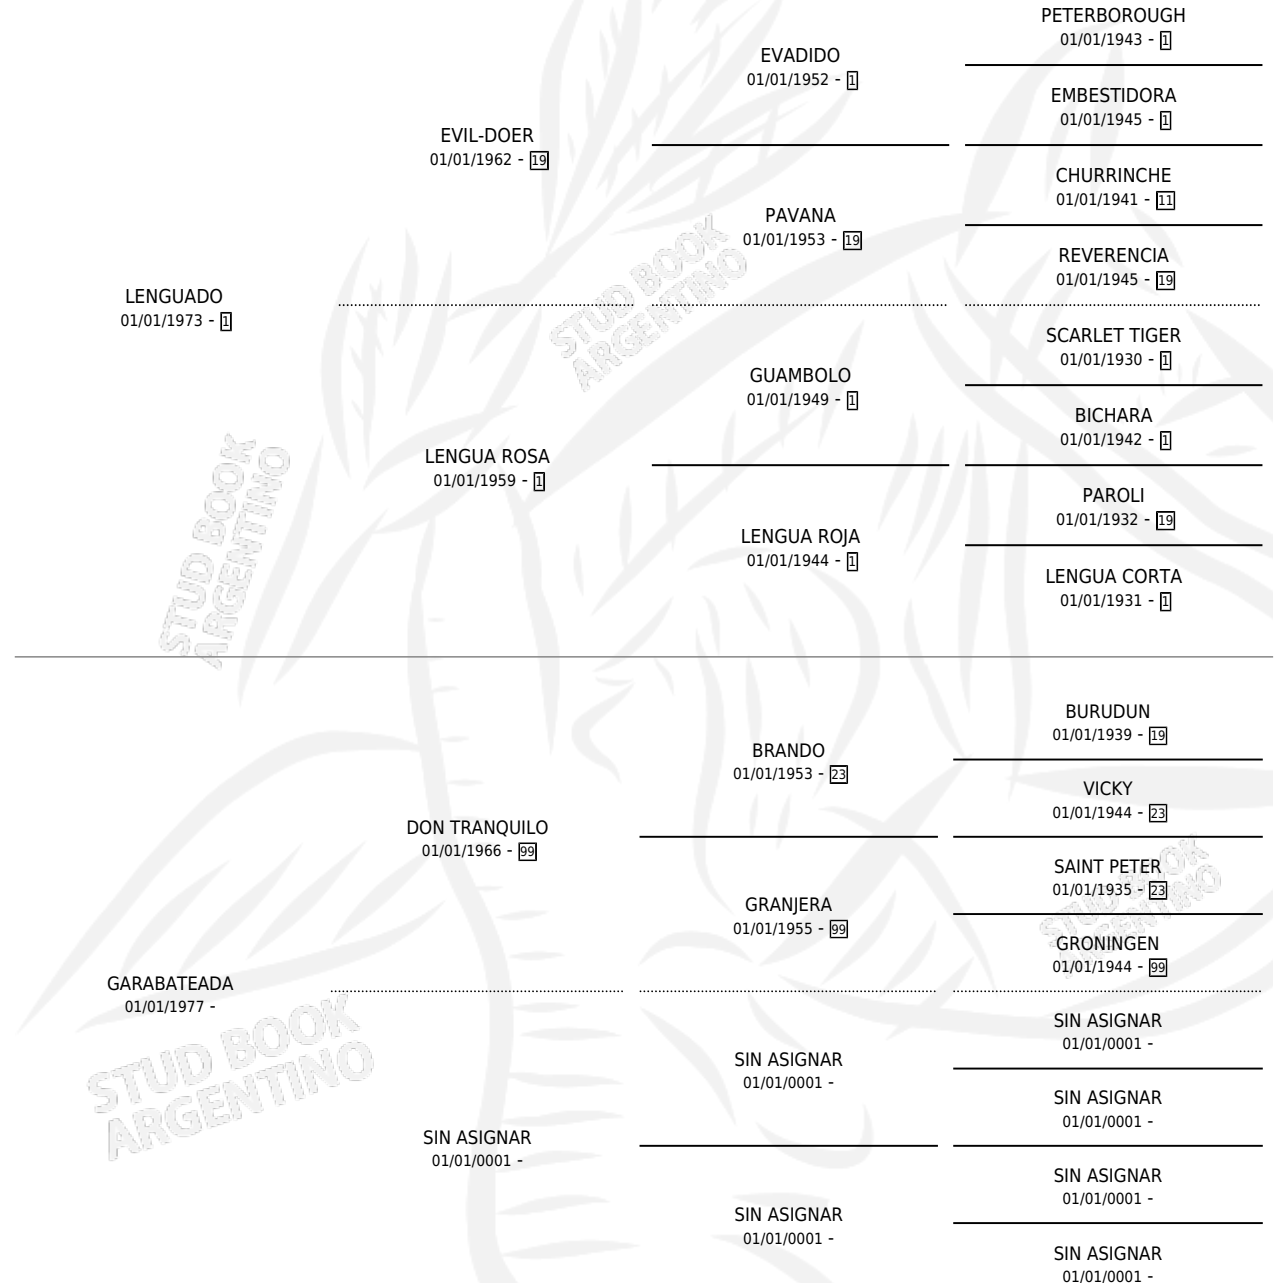 PETERBOROUGH
01/01/1943 - 1
EVADIDO
01/01/1952 - 1
EMBESTIDORA
01/01/1945 - 1
EVIL-DOER
01/01/1962 - 19
CHURRINCHE
01/01/1941 - 11
PAVANA
01/01/1953 - 19
REVERENCIA
01/01/1945 - 19
LENGUADO
01/01/1973 - 1
SCARLET TIGER
01/01/1930 - 1
GUAMBOLO
01/01/1949 - 1
BICHARA
01/01/1942 - 1
LENGUA ROSA
01/01/1959 - 1
PAROLI
01/01/1932 - 19
LENGUA ROJA
01/01/1944 - 1
LENGUA CORTA
01/01/1931 - 1
BURUDUN
01/01/1939 - 19
BRANDO
01/01/1953 - 23
VICKY
01/01/1944 - 23
DON TRANQUILO
01/01/1966 - 99
SAINT PETER
01/01/1935 - 23
GRANJERA
01/01/1955 - 99
GRONINGEN
01/01/1944 - 99
GARABATEADA
01/01/1977 -
SIN ASIGNAR
01/01/0001 -
SIN ASIGNAR
01/01/0001 -
SIN ASIGNAR
01/01/0001 -
SIN ASIGNAR
01/01/0001 -
SIN ASIGNAR
01/01/0001 -
SIN ASIGNAR
01/01/0001 -
SIN ASIGNAR
01/01/0001 -
STUD BOOK
ARGENTINO
STUD BOOK
ARGENTINO
STUD BOOK
ARGENTINO
STUD BOOK
ARGENTINO